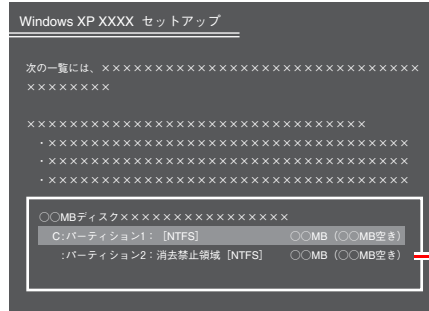 Windows XP XXXX セットアップ
次の一覧には、××××××××××××××××××××××××××××××
××××××××
××××××××××××××××××××××××××××××××
・××××××××××××××××××××××××××××××××××
・××××××××××××××××××××××××××××××××××
・××××××××××××××××××××××××××××××××××
○○MBディスク××××××××××××××××
C:パーティション1： [NTFS] ○○MB（○○MB空き）
:パーティション2：消去禁止領域 [NTFS] ○○MB（○○MB空き）